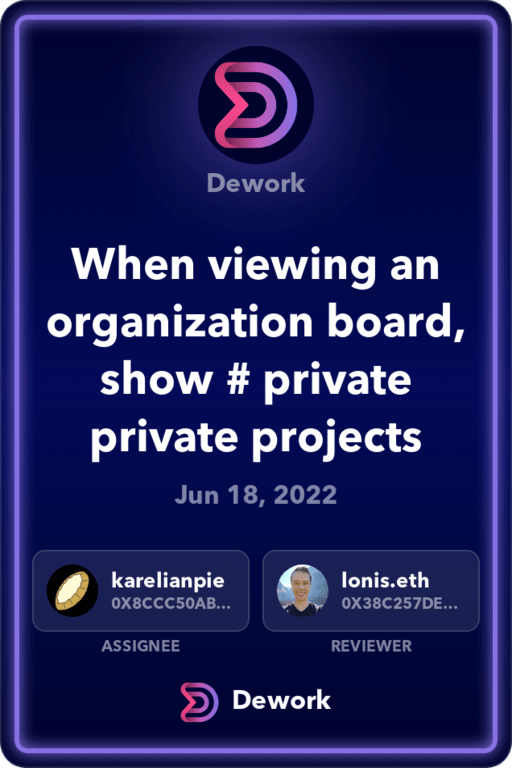 Dework
When viewing an
organization board,
show # private
private projects
Jun 18, 2022
karelianpie
0X8CCC50AB...
ASSIGNEE
lonis.eth
0X38C257DE...
REVIEWER
Dework